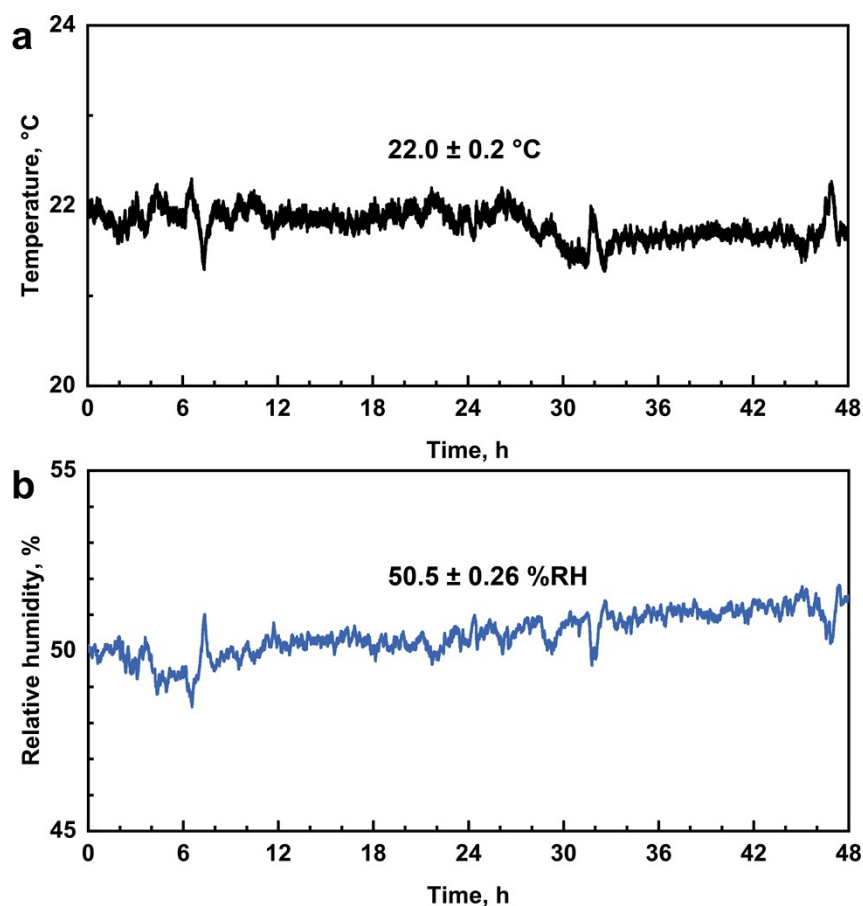 a
24
22.0 ± 0.2 °C
22
Temperature, °C
20
0 6 12 18 24 30 36 42 48
Time, h
b
55
50.5 ± 0.26 %RH
50
Relative humidity, %
45
0 6 12 18 24 30 36 42 48
Time, h